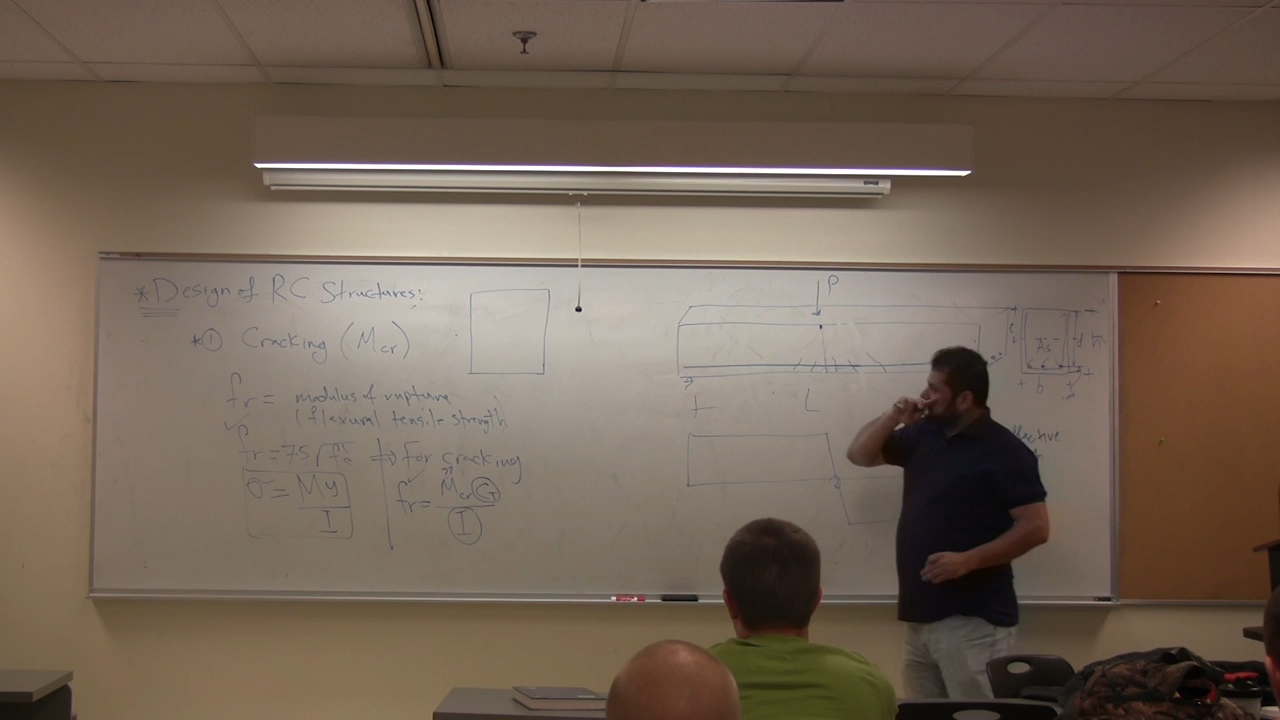 *Design of RC Structures:
*① Cracking (Mcr)
fr = modulus of rupture
(flexural tensile strength
fr = 7.5 √f'c ⇒ for cracking
σ = My / I
fr = Mcr G / I
P
L
As
d
h
b